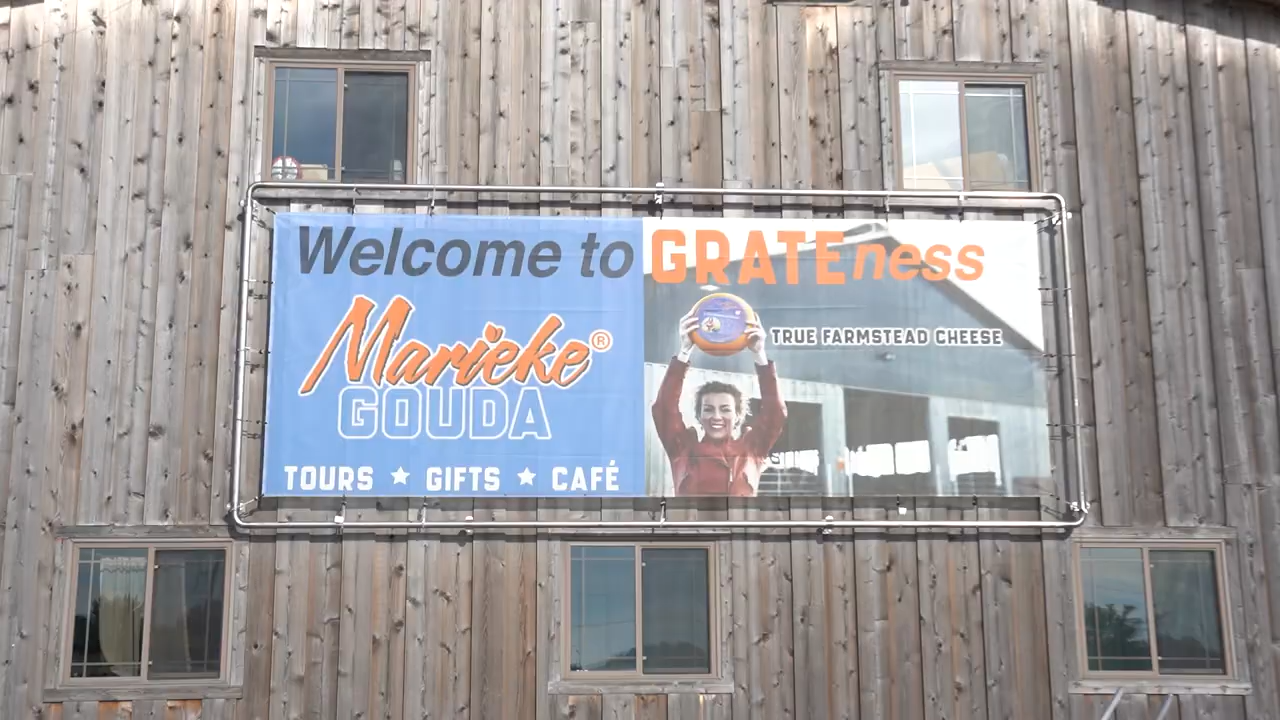 Welcome to GRATEness
Marieke®
GOUDA
TOURS ★ GIFTS ★ CAFÉ
TRUE FARMSTEAD CHEESE